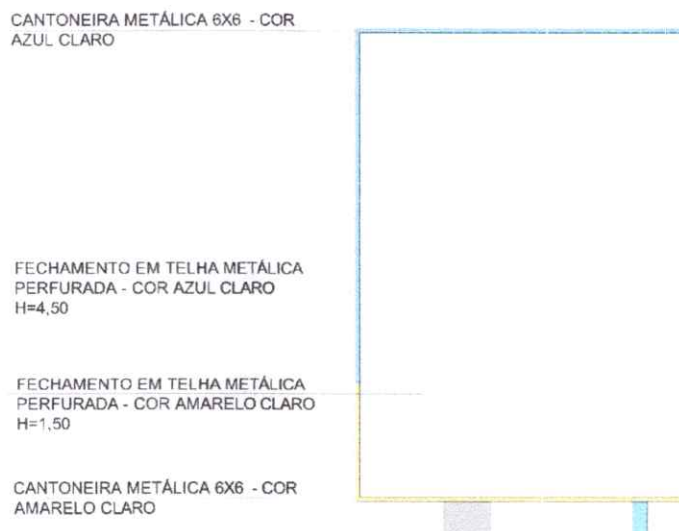 CANTONEIRA METÁLICA 6X6 - COR
AZUL CLARO
FECHAMENTO EM TELHA METÁLICA
PERFURADA - COR AZUL CLARO
H=4,50
FECHAMENTO EM TELHA METÁLICA
PERFURADA - COR AMARELO CLARO
H=1,50
CANTONEIRA METÁLICA 6X6 - COR
AMARELO CLARO